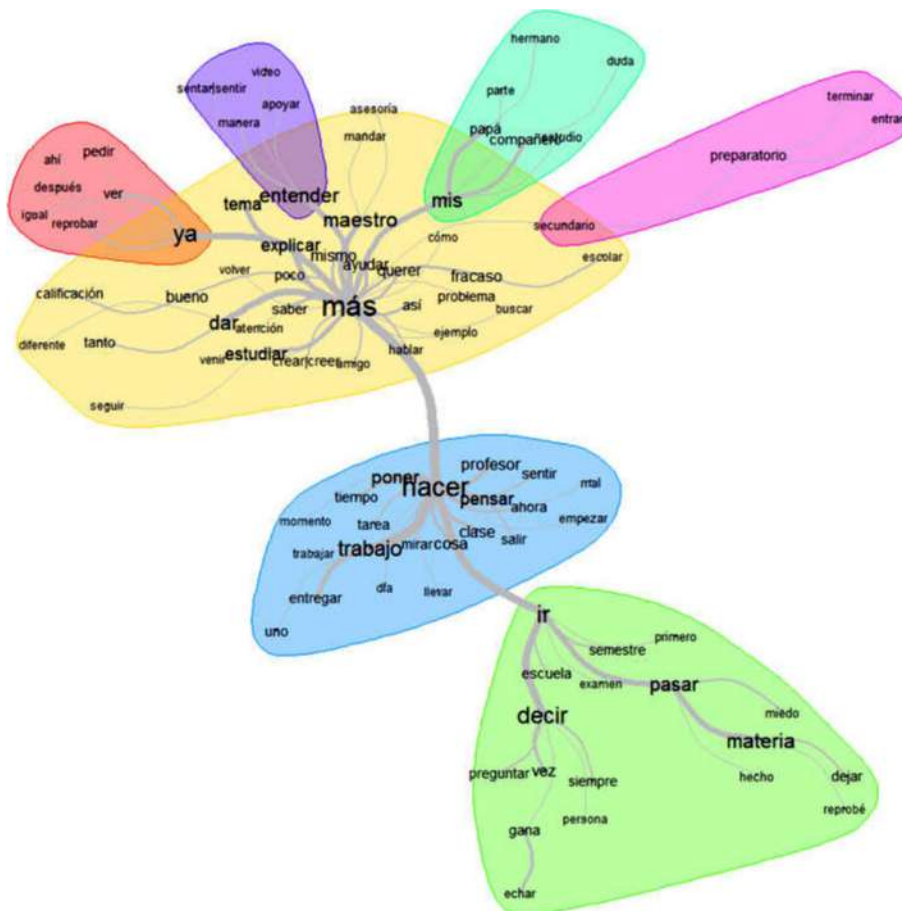 hermano
video
duda
sentar|sentir
parte
terminar
apoyar
asesoría
entrar
ahí
pedir
manera
papá
mandar
compañero
estudio
preparatorio
después
ver
entender
mis
igual
tema
maestro
reprobar
secundario
ya
cómo
explicar
mismo
escolar
ayudar
volver
poco
querer
fracaso
calificación
bueno
problema
más
así
saber
buscar
dar
atención
ejemplo
diferente
tanto
hablar
venir
estudiar
crear|creer
amigo
seguir
profesor
poner
sentir
hacer
mal
tiempo
pensar
ahora
momento
empezar
tarea
clase
salir
trabajo
mirar
cosa
trabajar
día
llevar
entregar
uno
ir
primero
semestre
escuela
examen
pasar
decir
miedo
materia
preguntar
vez
siempre
hecho
dejar
reprobé
persona
gana
echar